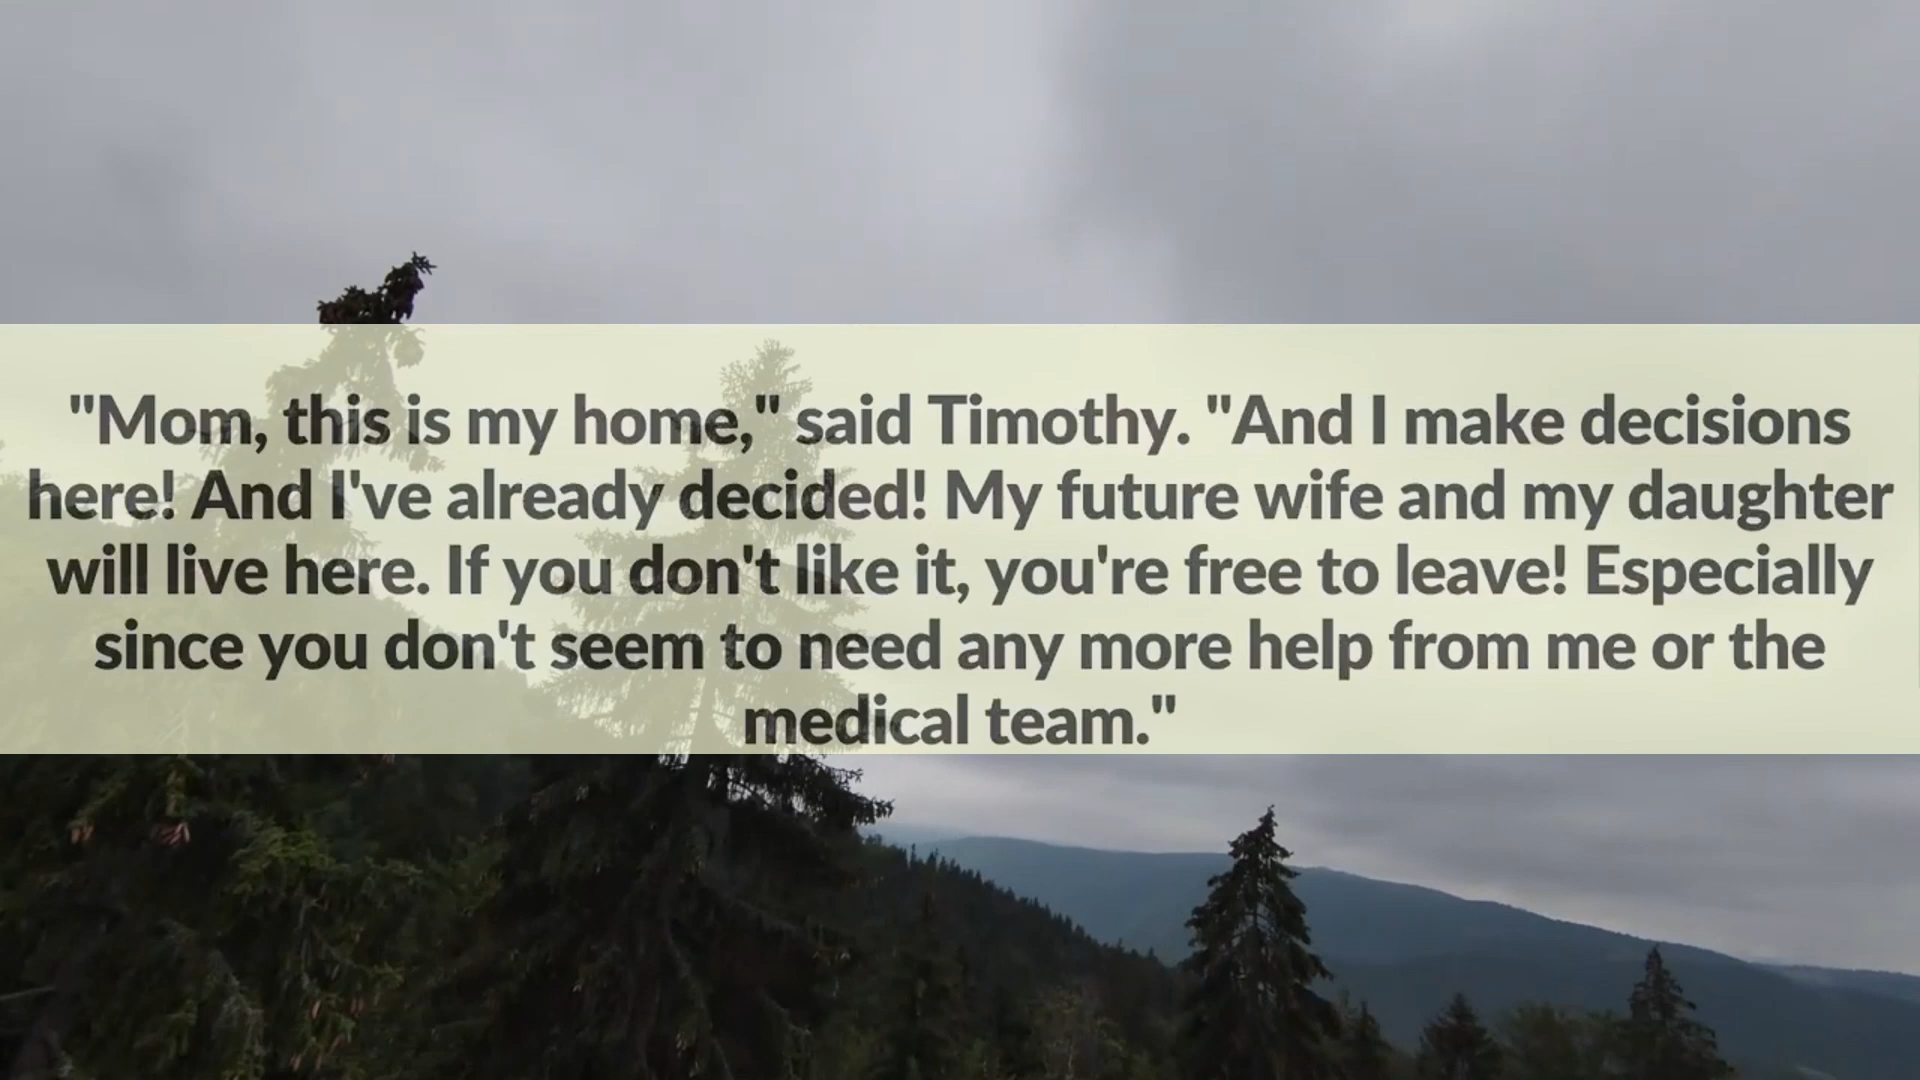 "Mom, this is my home," said Timothy. "And I make decisions
here! And I've already decided! My future wife and my daughter
will live here. If you don't like it, you're free to leave! Especially
since you don't seem to need any more help from me or the
medical team."